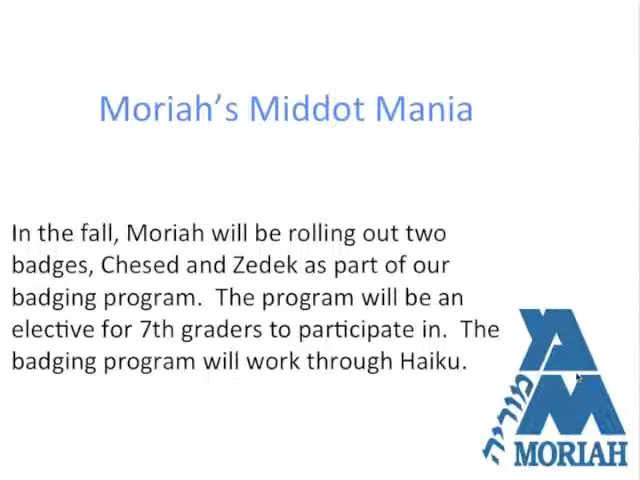 Moriah's Middot Mania
In the fall, Moriah will be rolling out two
badges, Chesed and Zedek as part of our
badging program.  The program will be an
elective for 7th graders to participate in.  The
badging program will work through Haiku.
מוריה
MORIAH